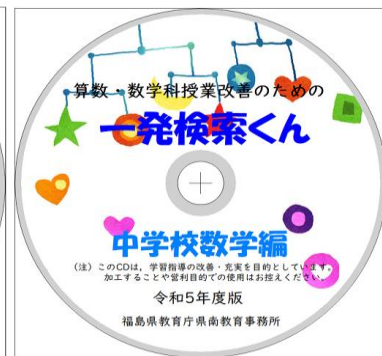 算数・数学科授業改善のための
一発検索くん
中学校数学編
(注)このCDは,学習指導の改善・充実を目的としています。
加工することや営利目的での使用はお控えください。
令和5年度版
福島県教育庁県南教育事務所